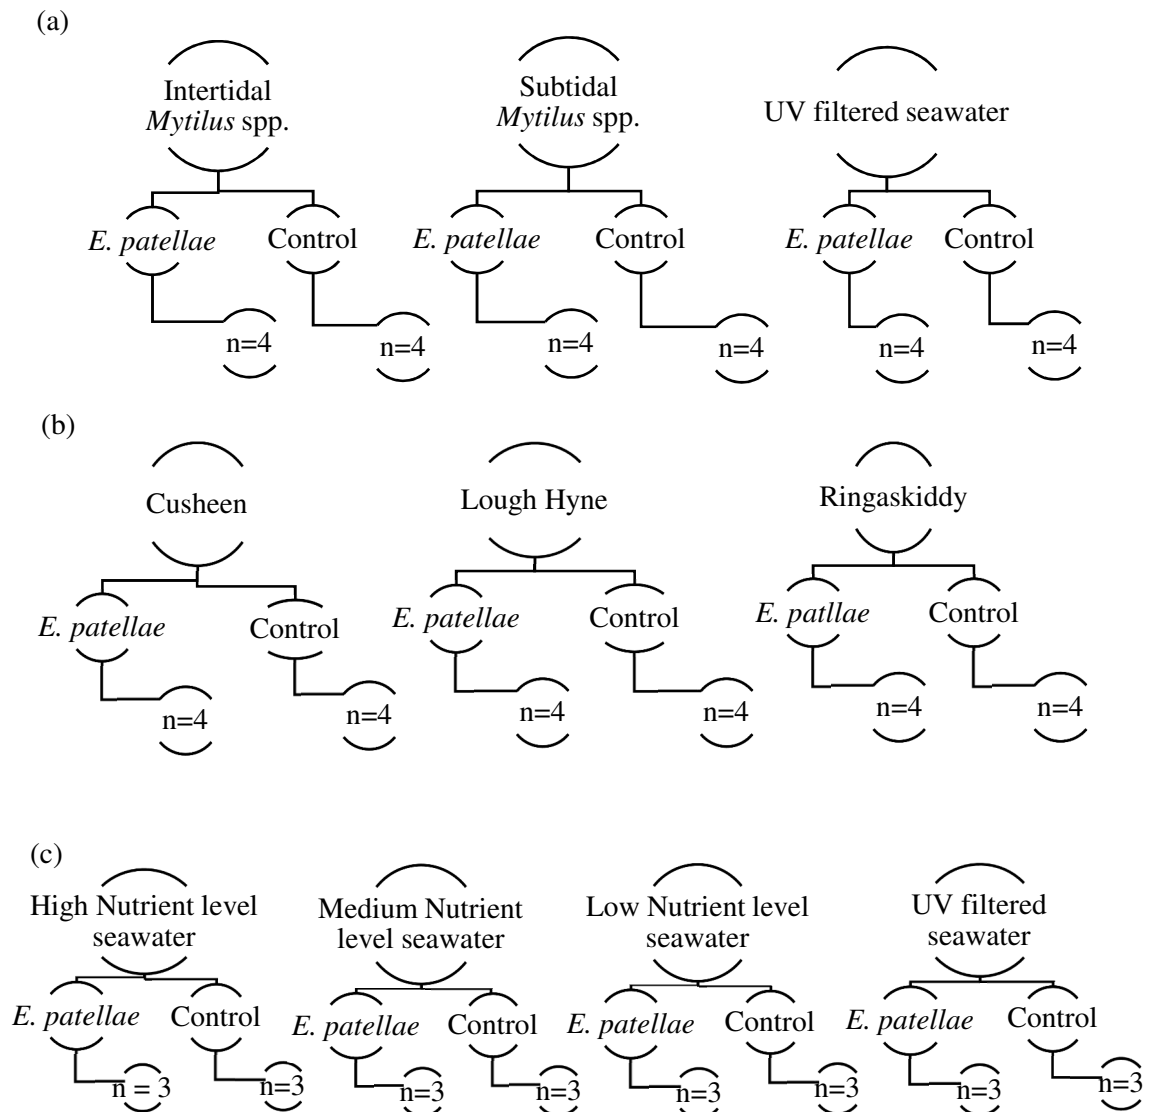 (a)
Intertidal
Mytilus spp.
Subtidal
Mytilus spp.
UV filtered seawater
E. patellae
Control
E. patellae
Control
E. patellae
Control
n=4
n=4
n=4
n=4
n=4
n=4
(b)
Cusheen
Lough Hyne
Ringaskiddy
E. patellae
Control
E. patellae
Control
E. patllae
Control
n=4
n=4
n=4
n=4
n=4
n=4
(c)
High Nutrient level
seawater
Medium Nutrient
level seawater
Low Nutrient level
seawater
UV filtered
seawater
E. patellae
Control
E. patellae
Control
E. patellae
Control
E. patellae
Control
n = 3
n=3
n=3
n=3
n=3
n=3
n=3
n=3